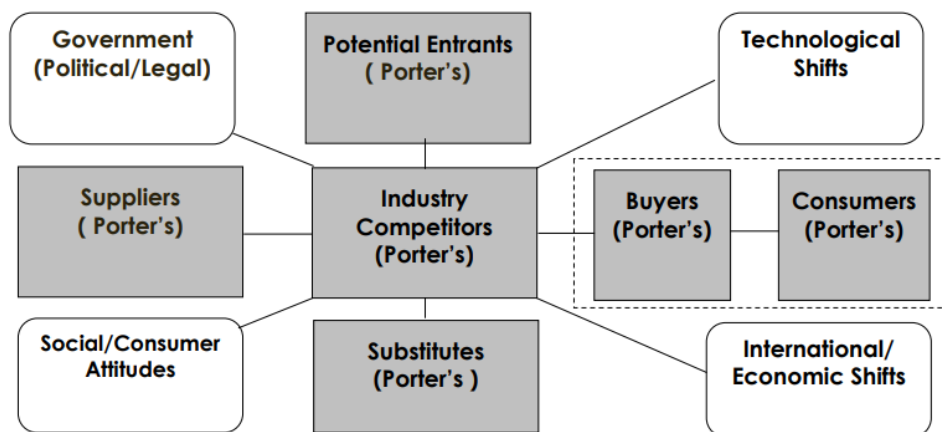 Government
(Political/Legal)
Potential Entrants
( Porter's)
Technological
Shifts
Suppliers
( Porter's)
Industry
Competitors
(Porter's)
Buyers
(Porter's)
Consumers
(Porter's)
Social/Consumer
Attitudes
Substitutes
(Porter's )
International/
Economic Shifts